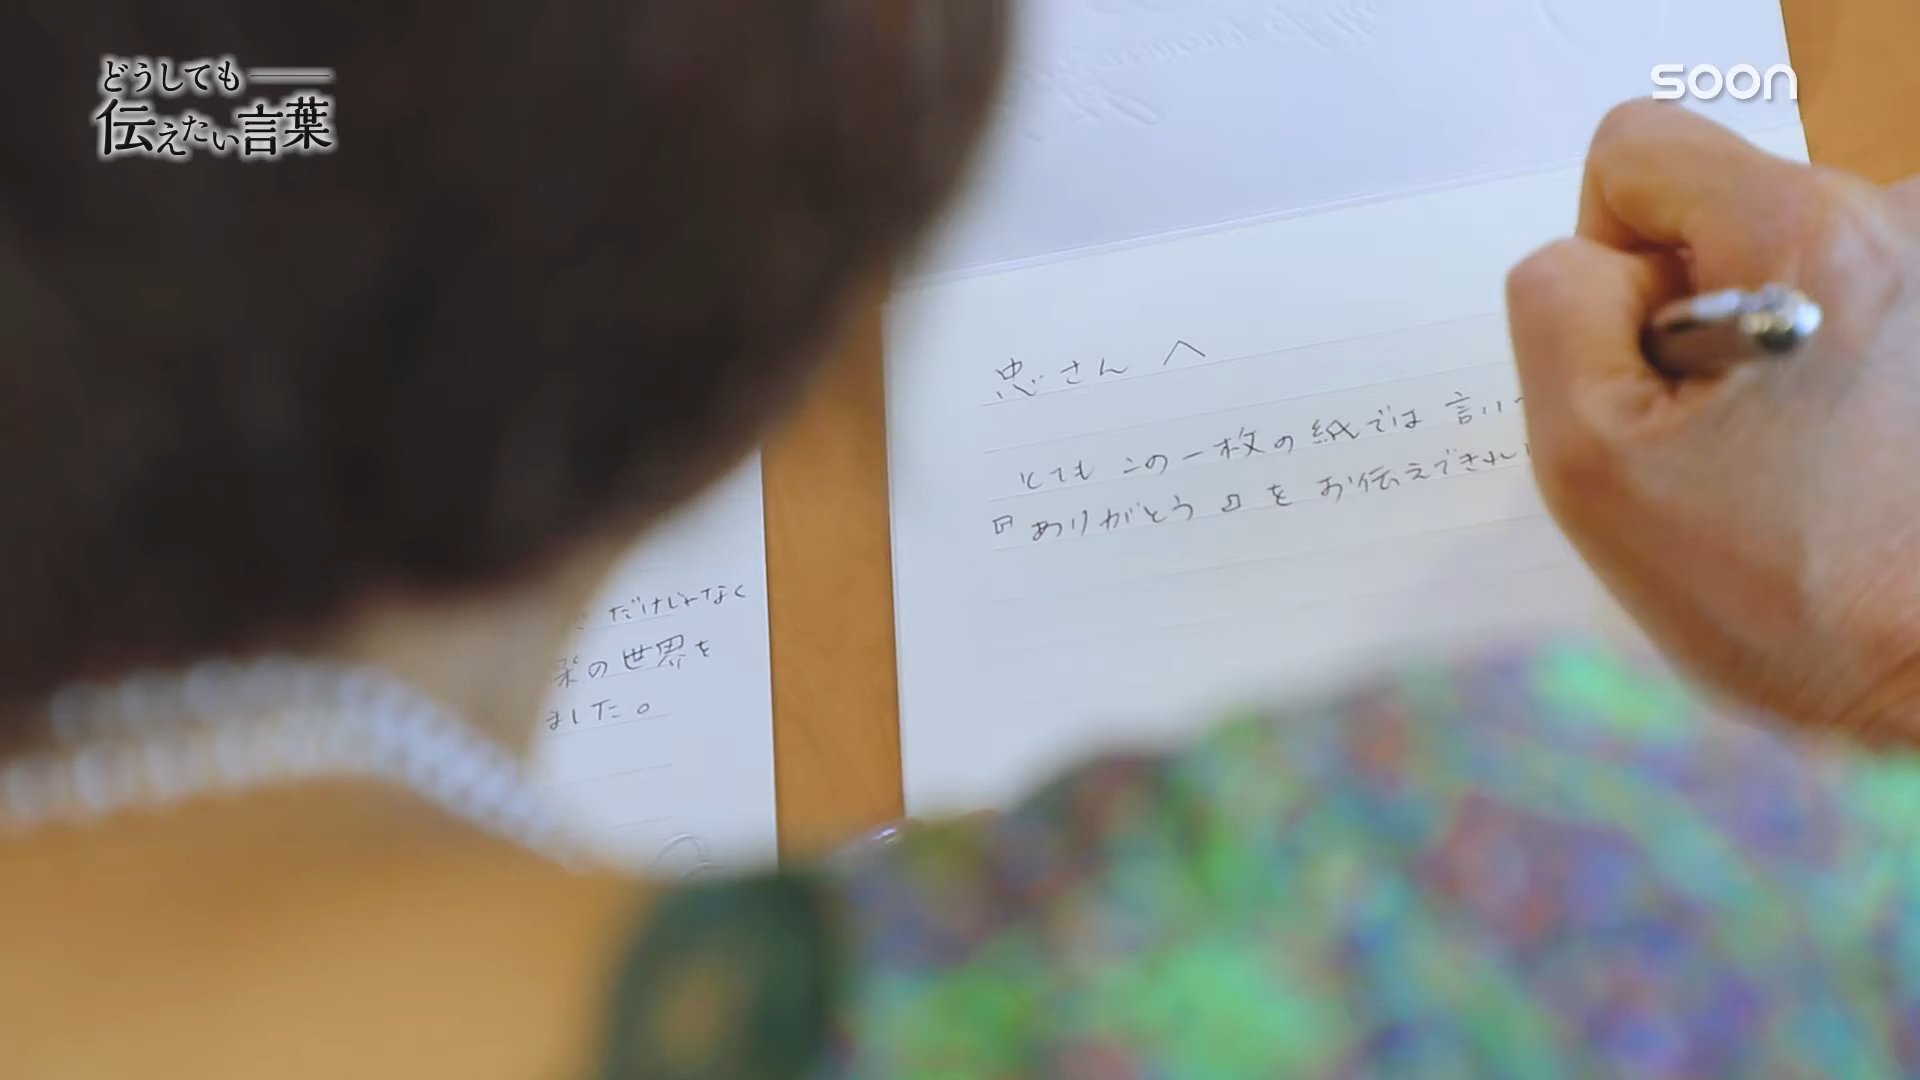 どうしても
伝えたい言葉
soon
忠さんへ
とてもこの一枚の紙では言い
『ありがとう』をお伝えできれ
だけじゃなく
の世界を
ました。